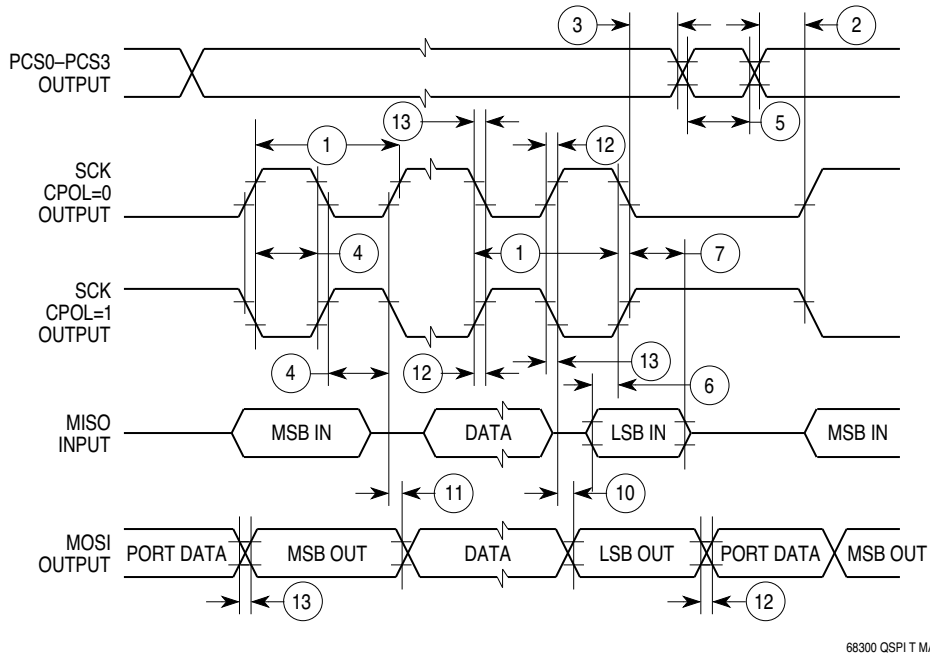 3
2
PCS0–PCS3
OUTPUT
5
13
12
1
SCK
CPOL=0
OUTPUT
4
1
7
SCK
CPOL=1
OUTPUT
4
12
13
6
MISO
INPUT
MSB IN
DATA
LSB IN
MSB IN
11
10
MOSI
OUTPUT
PORT DATA
MSB OUT
DATA
LSB OUT
PORT DATA
MSB OUT
13
12
68300 QSPI T MA